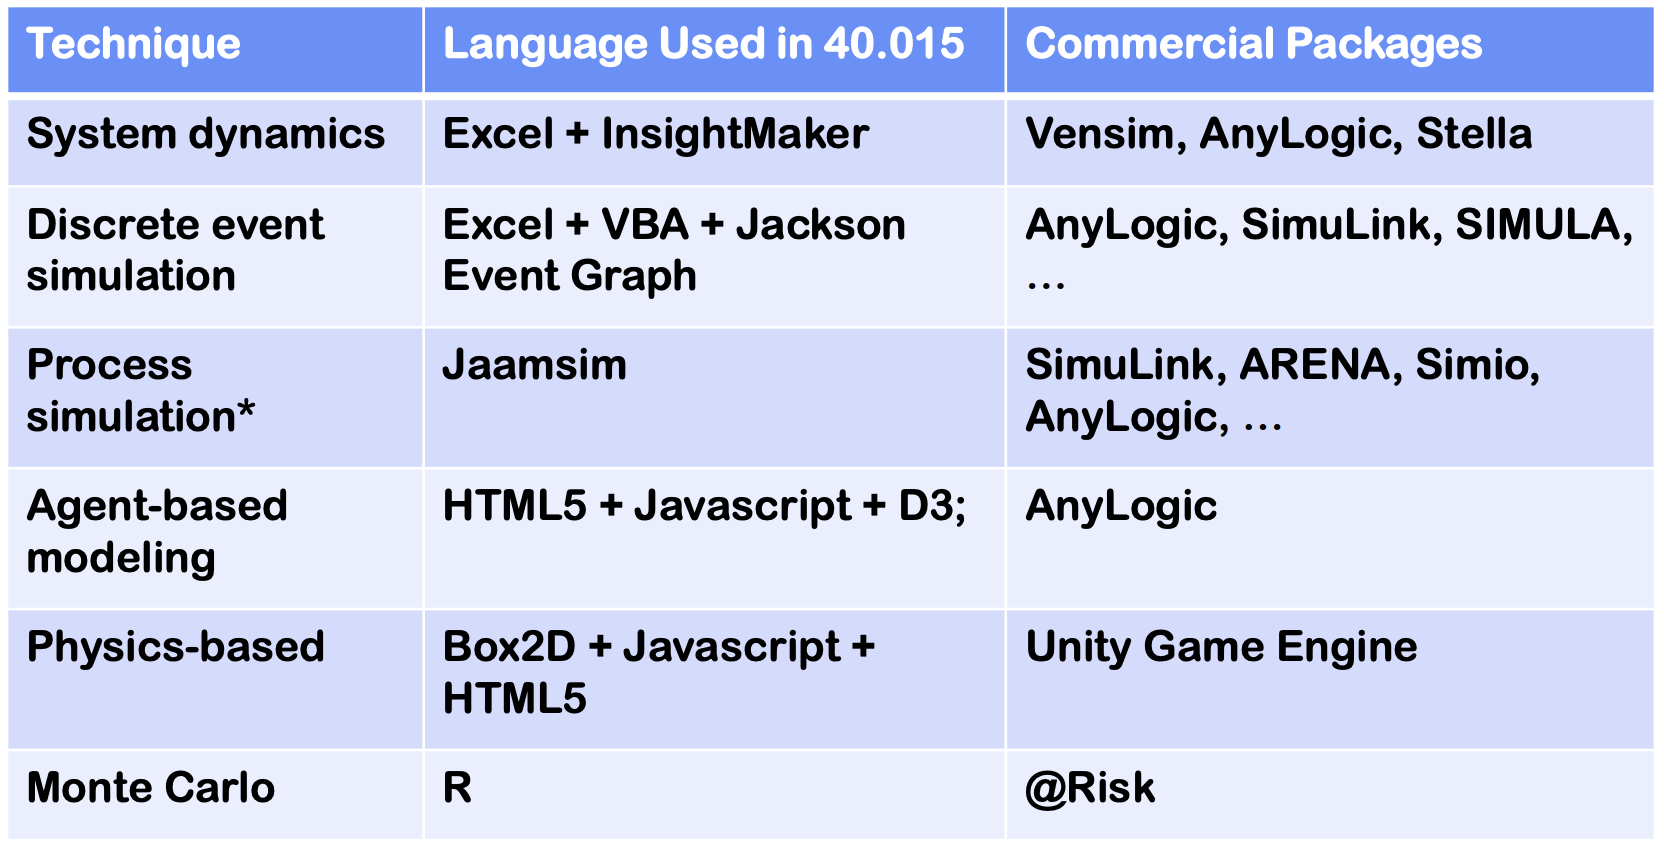 Technique
Language Used in 40.015
Commercial Packages
System dynamics
Excel + InsightMaker
Vensim, AnyLogic, Stella
Discrete event
simulation
Excel + VBA + Jackson
Event Graph
AnyLogic, SimuLink, SIMULA,
...
Process
simulation*
Jaamsim
SimuLink, ARENA, Simio,
AnyLogic, ...
Agent-based
modeling
HTML5 + Javascript + D3;
AnyLogic
Physics-based
Box2D + Javascript +
HTML5
Unity Game Engine
Monte Carlo
R
@Risk